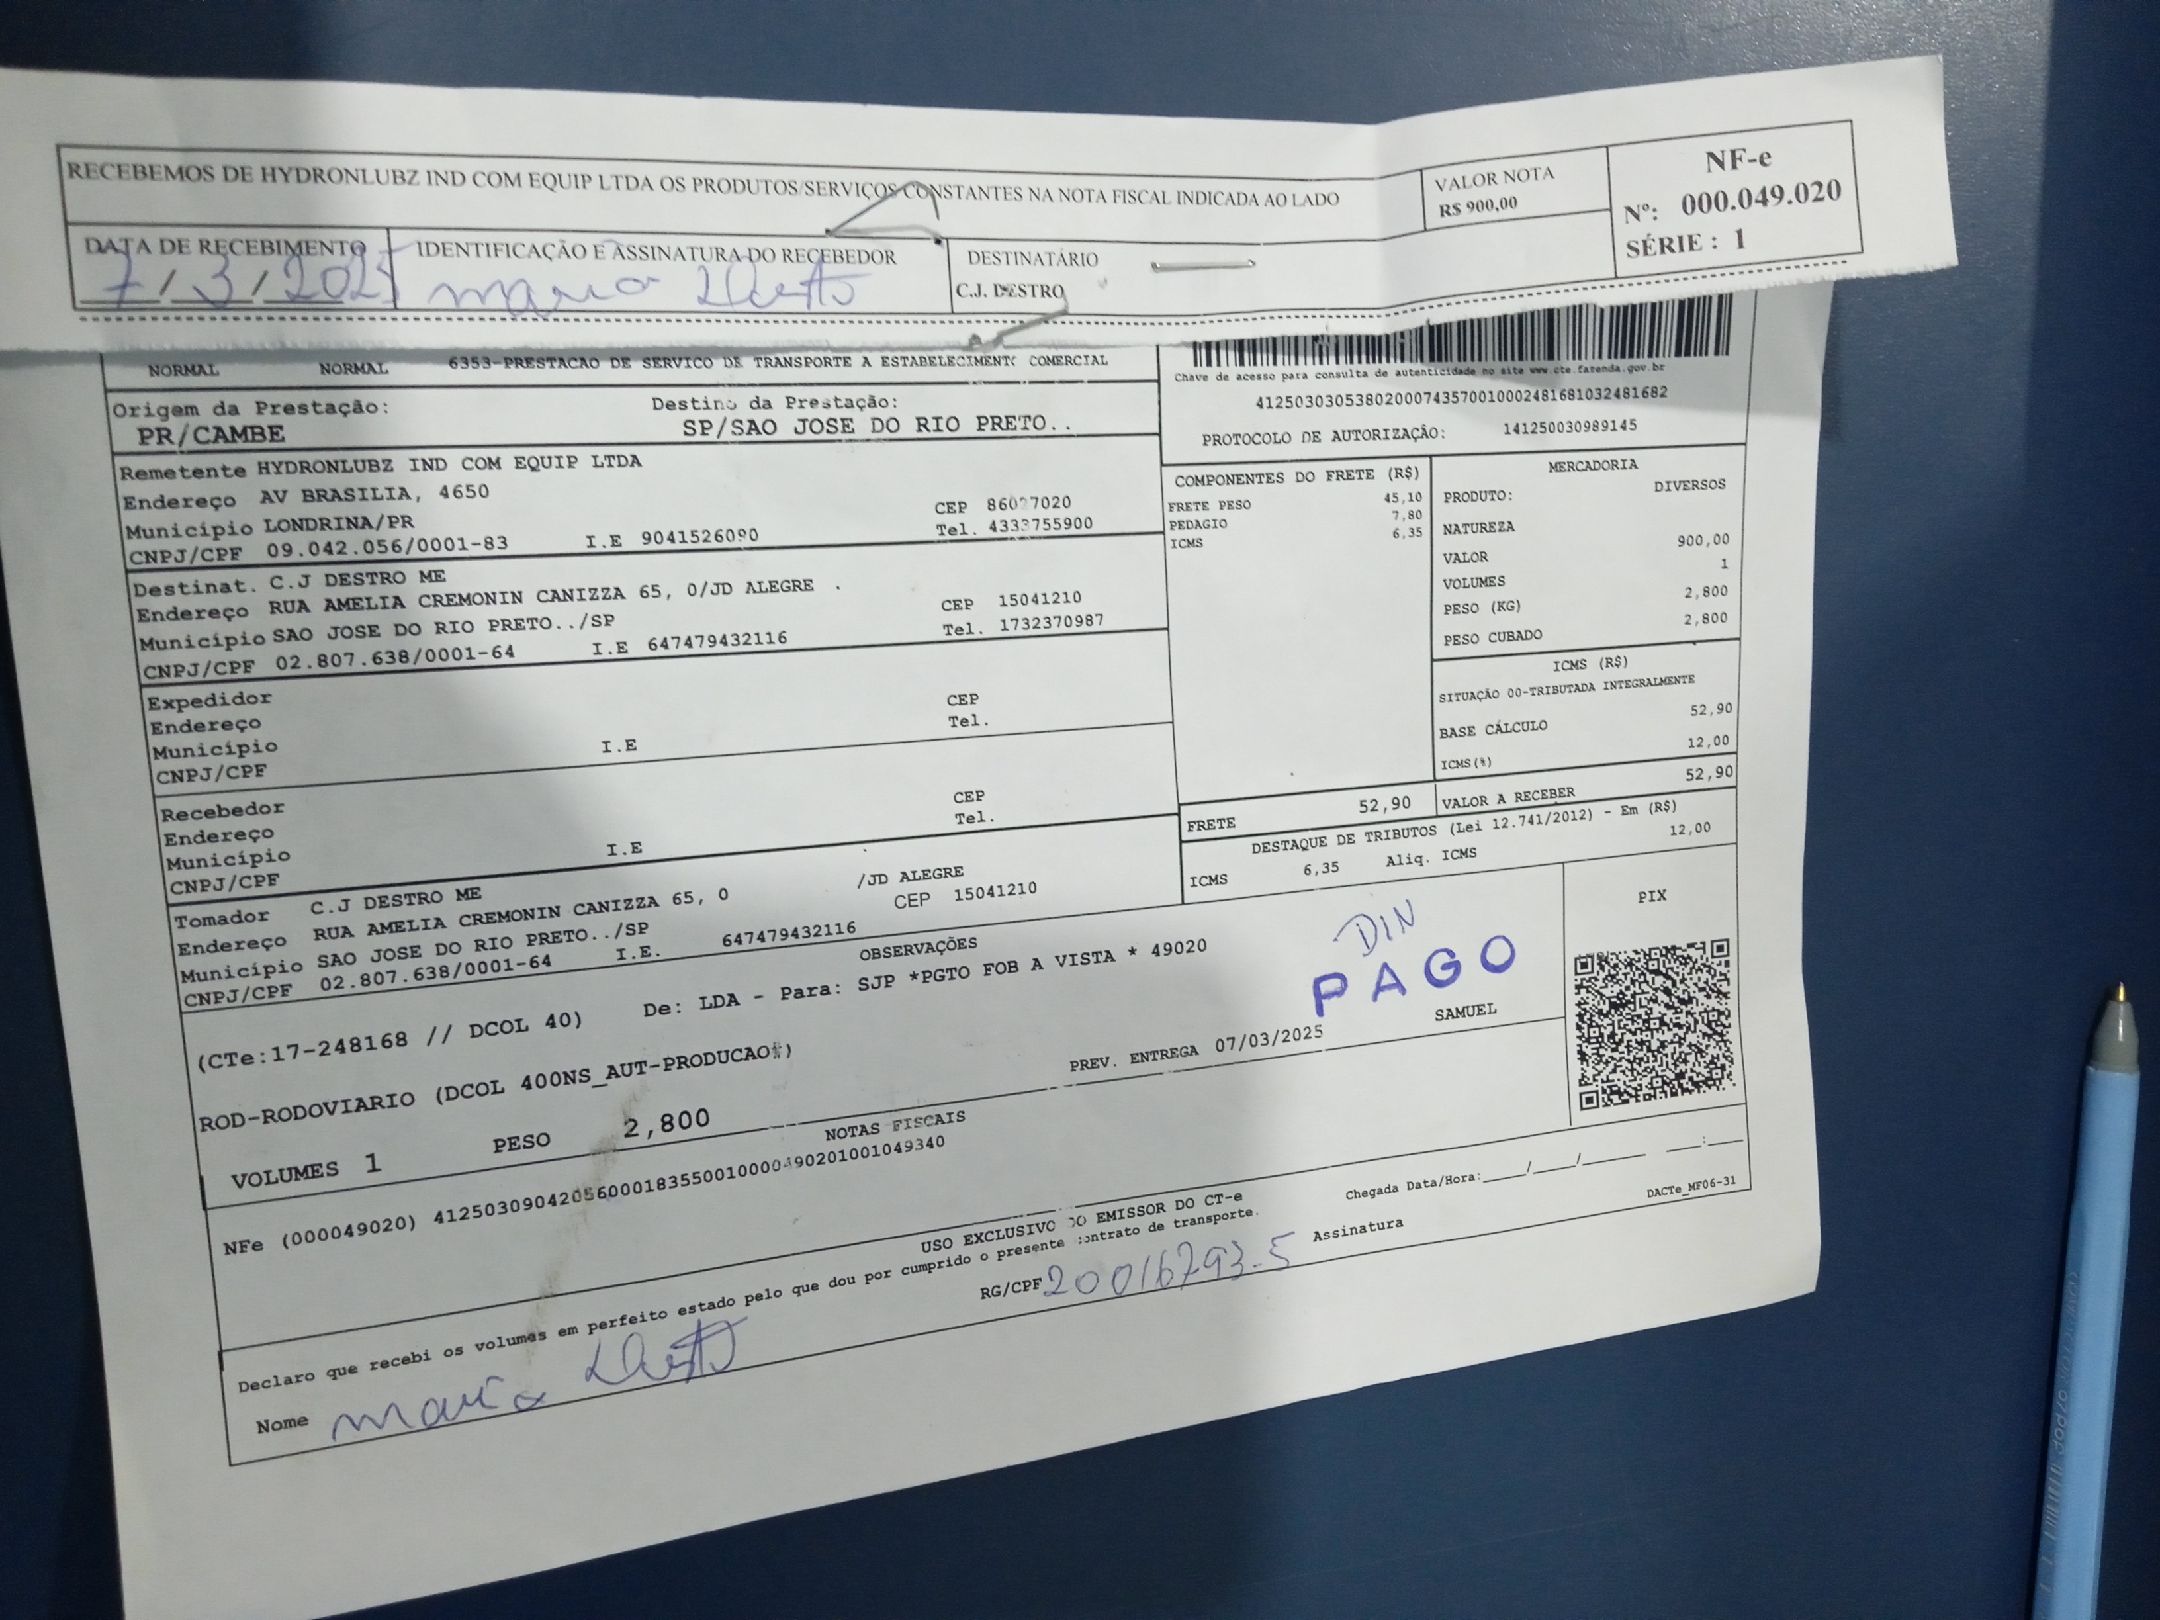 RECEBEMOS DE HYDRONLUBZ IND COM EQUIP LTDA OS PRODUTOS/SERVIÇOS CONSTANTES NA NOTA FISCAL INDICADA AO LADO
VALOR NOTA
R$ 900,00
NF-e
Nº: 000.049.020
SÉRIE : 1
DATA DE RECEBIMENTO
7/3/2025
IDENTIFICAÇÃO E ASSINATURA DO RECEBEDOR
DESTINATÁRIO
C.J. DESTRO
NORMAL NORMAL 6353-PRESTACAO DE SERVICO DE TRANSPORTE A ESTABELECIMENTO COMERCIAL
Chave de acesso para consulta de autenticidade no site www.cte.fazenda.gov.br
41250303053802000743570010002481681032481682
PROTOCOLO DE AUTORIZAÇÃO: 141250030989145
Origem da Prestação: Destino da Prestação:
PR/CAMBE SP/SAO JOSE DO RIO PRETO..
Remetente HYDRONLUBZ IND COM EQUIP LTDA
Endereço AV BRASILIA, 4650 CEP 86027020
Município LONDRINA/PR Tel. 4333755900
CNPJ/CPF 09.042.056/0001-83 I.E 9041526090
Destinat. C.J DESTRO ME
Endereço RUA AMELIA CREMONIN CANIZZA 65, 0/JD ALEGRE . CEP 15041210
Município SAO JOSE DO RIO PRETO../SP Tel. 1732370987
CNPJ/CPF 02.807.638/0001-64 I.E 647479432116
Expedidor CEP
Endereço Tel.
Município I.E
CNPJ/CPF
Recebedor CEP
Endereço Tel.
Município I.E
CNPJ/CPF
Tomador C.J DESTRO ME /JD ALEGRE
Endereço RUA AMELIA CREMONIN CANIZZA 65, 0 CEP 15041210
Município SAO JOSE DO RIO PRETO../SP
CNPJ/CPF 02.807.638/0001-64 I.E. 647479432116
COMPONENTES DO FRETE (R$)
FRETE PESO 45,10
PEDAGIO 7,80
ICMS 6,35
MERCADORIA
PRODUTO: DIVERSOS
NATUREZA
VALOR 900,00
VOLUMES 1
PESO (KG) 2,800
PESO CUBADO 2,800
ICMS (R$)
SITUAÇÃO 00-TRIBUTADA INTEGRALMENTE
BASE CÁLCULO 52,90
ICMS(%) 12,00
FRETE 52,90 VALOR A RECEBER 52,90
DESTAQUE DE TRIBUTOS (Lei 12.741/2012) - Em (R$)
ICMS 6,35 Aliq. ICMS 12,00
OBSERVAÇÕES
(CTe:17-248168 // DCOL 40) De: LDA - Para: SJP *PGTO FOB A VISTA * 49020
ROD-RODOVIARIO (DCOL 400NS_AUT-PRODUCAO*)
PREV. ENTREGA 07/03/2025
DIN
PAGO
SAMUEL
PIX
VOLUMES 1 PESO 2,800
NOTAS FISCAIS
NFe (000049020) 41250309042056000183550010000490201001049340
USO EXCLUSIVO DO EMISSOR DO CT-e
Declaro que recebi os volumes em perfeito estado pelo que dou por cumprido o presente contrato de transporte.
Chegada Data/Hora:____/____/______ ___:___
DACTe_MF06-31
Nome RG/CPF 20016793-5 Assinatura